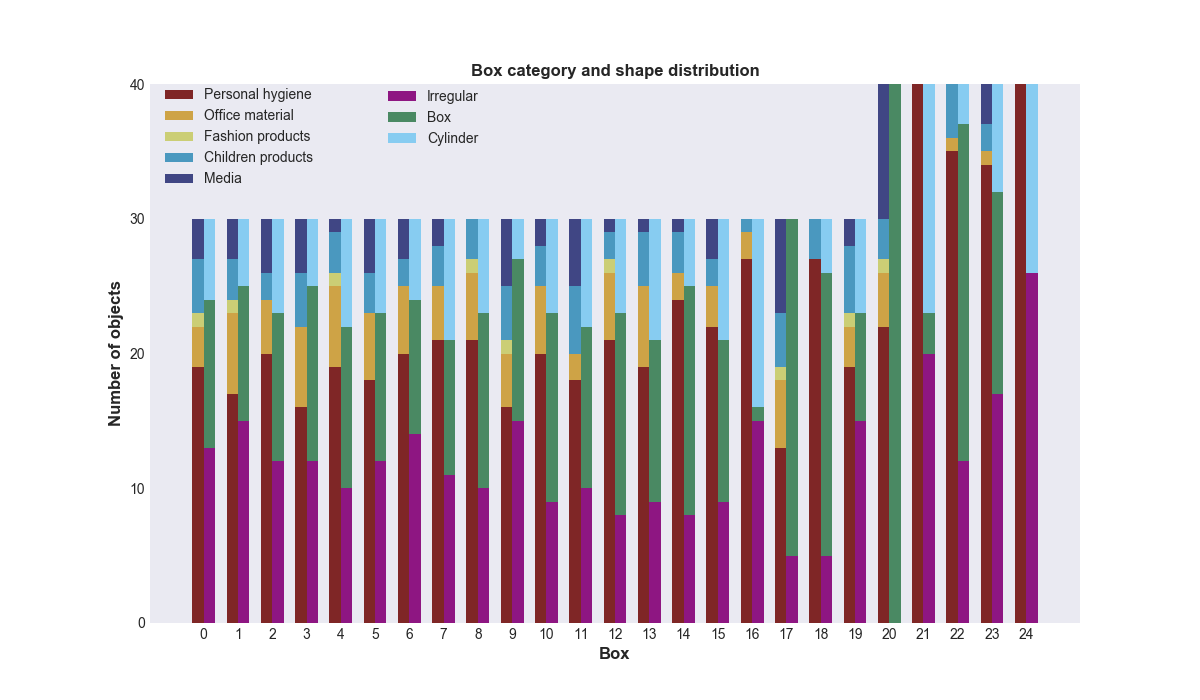 Box category and shape distribution
Personal hygiene
Office material
Fashion products
Children products
Media
Irregular
Box
Cylinder
40
30
20
10
0
Number of objects
0 1 2 3 4 5 6 7 8 9 10 11 12 13 14 15 16 17 18 19 20 21 22 23 24
Box